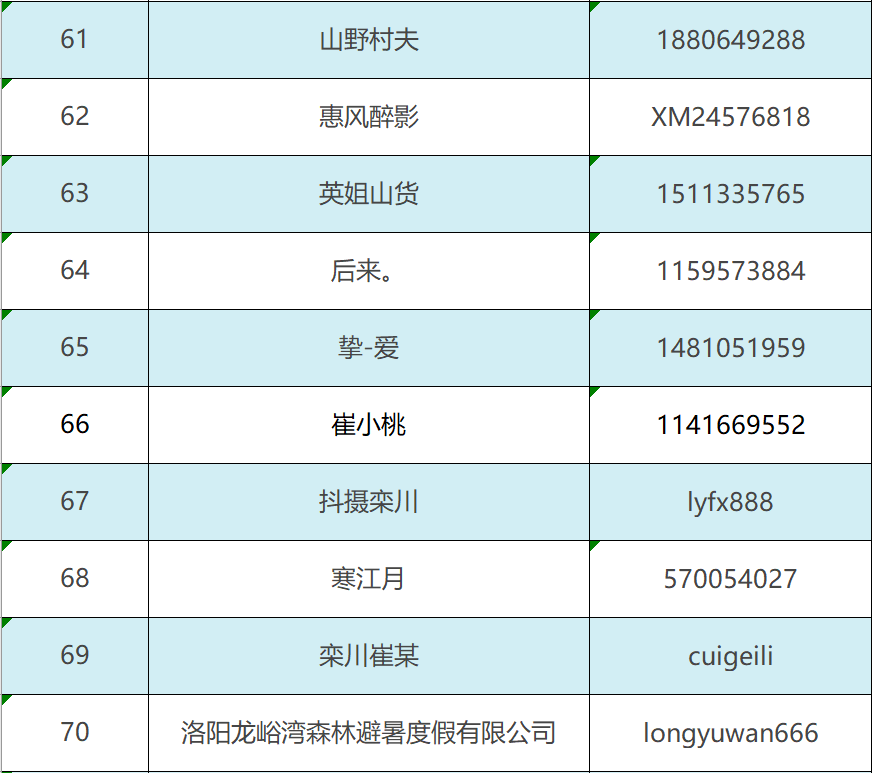 61 山野村夫 1880649288
62 惠风醉影 XM24576818
63 英姐山货 1511335765
64 后来。 1159573884
65 挚-爱 1481051959
66 崔小桃 1141669552
67 抖摄栾川 lyfx888
68 寒江月 570054027
69 栾川崔某 cuigeili
70 洛阳龙峪湾森林避暑度假有限公司 longyuwan666